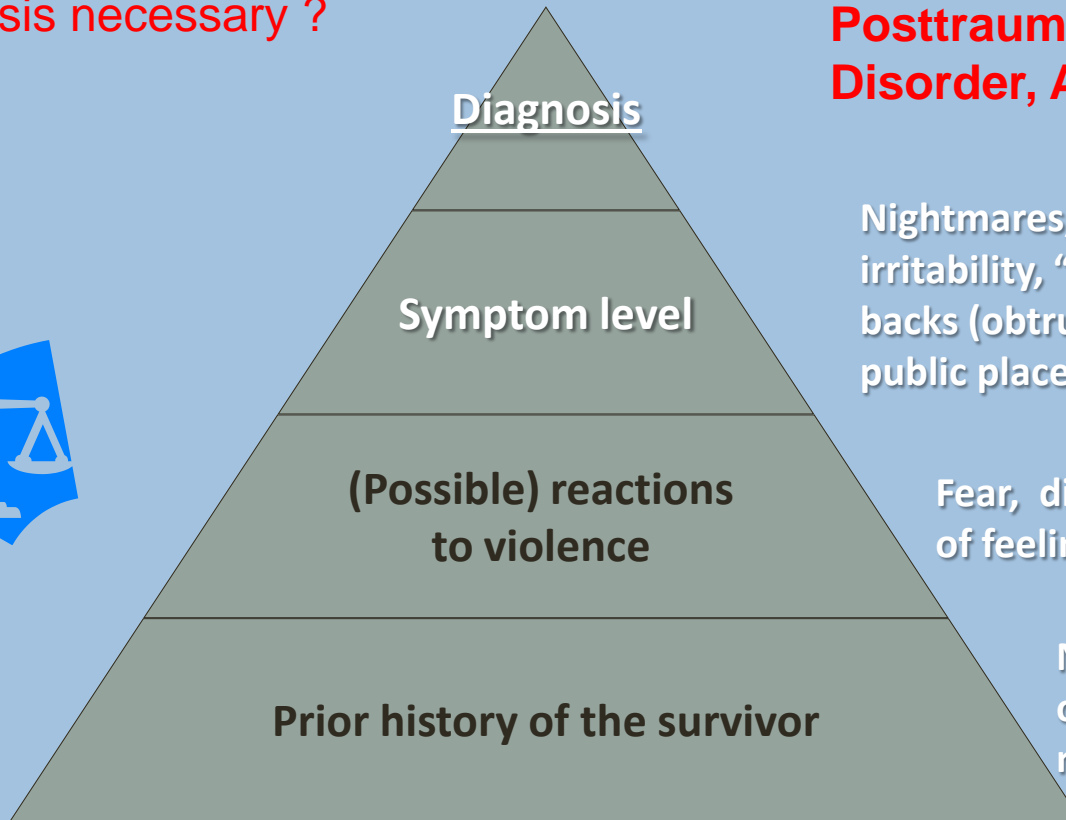 sis necessary ?
Posttraum
Disorder, A
Diagnosis
Nightmares,
irritability, “
backs (obtru
public place
Symptom level
(Possible) reactions
to violence
Fear, di
of feelin
Prior history of the survivor